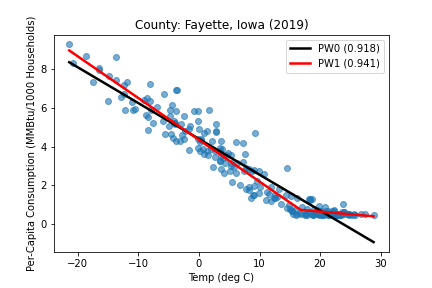 County: Fayette, Iowa (2019)
PW0 (0.918)
PW1 (0.941)
Per-Capita Consumption (MMBtu/1000 Households)
8
6
4
2
0
−20
−10
0
10
20
30
Temp (deg C)